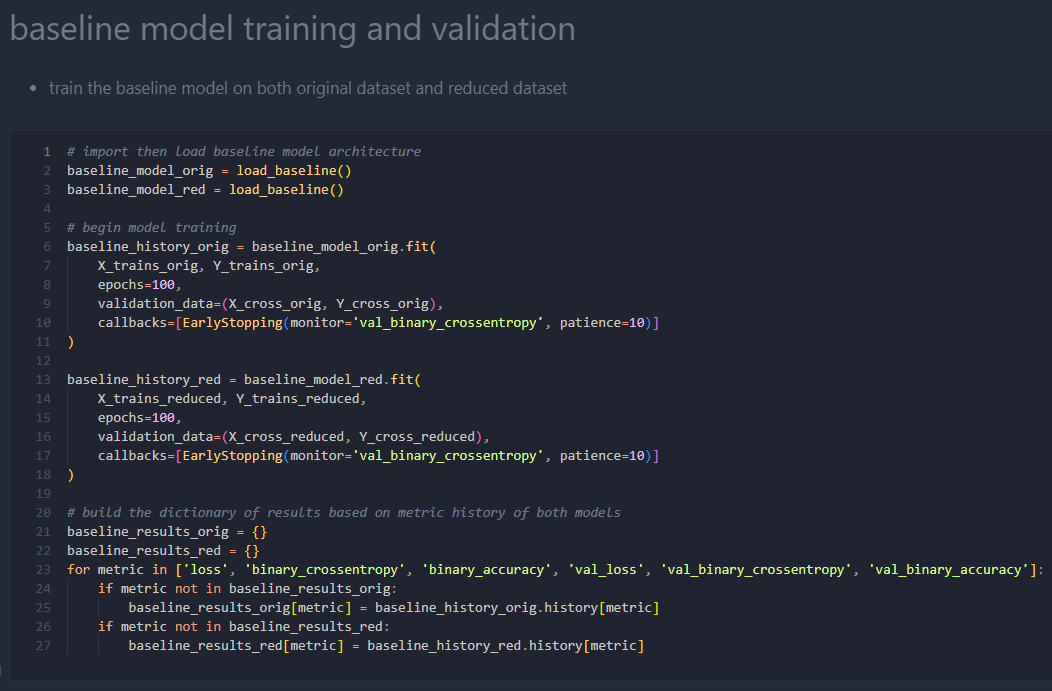 baseline model training and validation
• train the baseline model on both original dataset and reduced dataset
1 # import then load baseline model architecture
2 baseline_model_orig = load_baseline()
3 baseline_model_red = load_baseline()
4
5 # begin model training
6 baseline_history_orig = baseline_model_orig.fit(
7     X_trains_orig, Y_trains_orig,
8     epochs=100,
9     validation_data=(X_cross_orig, Y_cross_orig),
10     callbacks=[EarlyStopping(monitor='val_binary_crossentropy', patience=10)]
11 )
12
13 baseline_history_red = baseline_model_red.fit(
14     X_trains_reduced, Y_trains_reduced,
15     epochs=100,
16     validation_data=(X_cross_reduced, Y_cross_reduced),
17     callbacks=[EarlyStopping(monitor='val_binary_crossentropy', patience=10)]
18 )
19
20 # build the dictionary of results based on metric history of both models
21 baseline_results_orig = {}
22 baseline_results_red = {}
23 for metric in ['loss', 'binary_crossentropy', 'binary_accuracy', 'val_loss', 'val_binary_crossentropy', 'val_binary_accuracy']:
24     if metric not in baseline_results_orig:
25         baseline_results_orig[metric] = baseline_history_orig.history[metric]
26     if metric not in baseline_results_red:
27         baseline_results_red[metric] = baseline_history_red.history[metric]